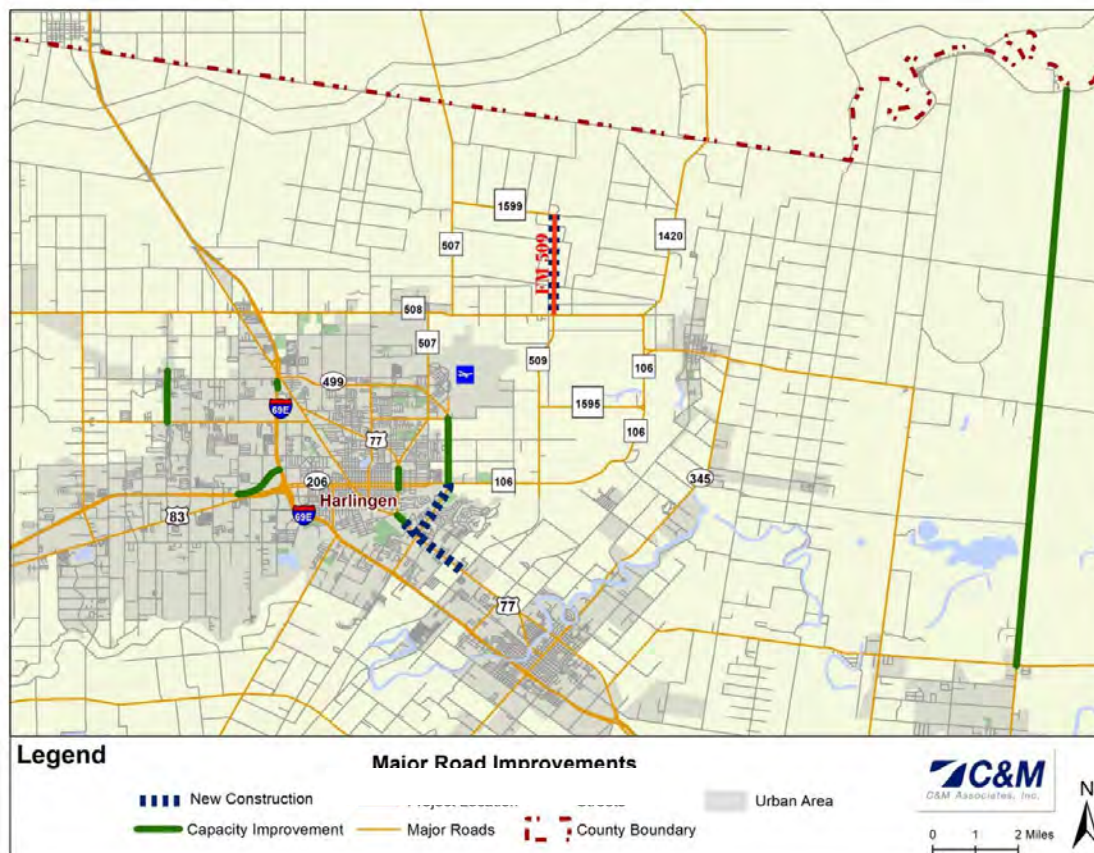 1599
1420
507
FM 509
508
507
509
106
499
1595
69E
77
106
206
106
345
Harlingen
83
69E
77
Legend
Major Road Improvements
New Construction
Urban Area
Capacity Improvement
Major Roads
County Boundary
C&M
C&M Associates, Inc.
N
0 1 2 Miles